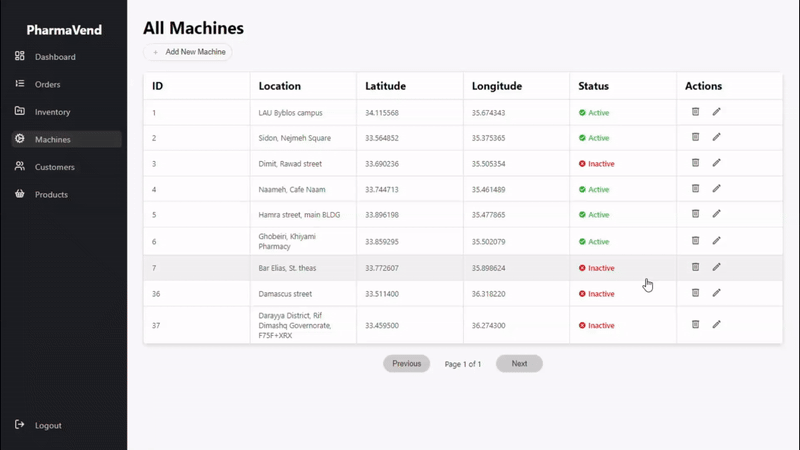 PharmaVend
Dashboard
Orders
Inventory
Machines
Customers
Products
Logout
All Machines
+ Add New Machine
ID Location Latitude Longitude Status Actions
1 LAU Byblos campus 34.115568 35.674343 Active
2 Sidon, Nejmeh Square 33.564852 35.375365 Active
3 Dimit, Rawad street 33.690236 35.505354 Inactive
4 Naameh, Cafe Naam 33.744713 35.461489 Active
5 Hamra street, main BLDG 33.896198 35.477865 Active
6 Ghobeiri, Khiyami
Pharmacy 33.859295 35.502079 Active
7 Bar Elias, St. theas 33.772607 35.898624 Inactive
36 Damascus street 33.511400 36.318220 Inactive
37 Darayya District, Rif
Dimashq Governorate,
F75F+XRX 33.459500 36.274300 Inactive
Previous Page 1 of 1 Next